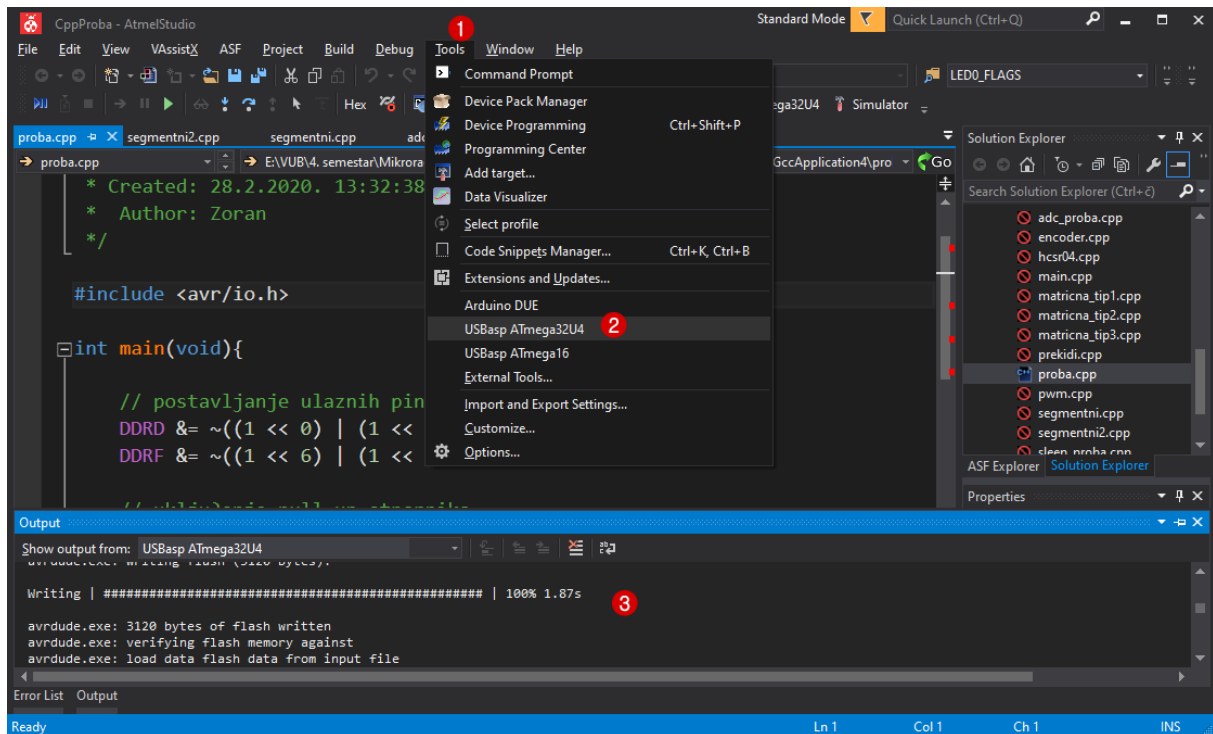 CppProba - AtmelStudio
Standard Mode
Quick Launch (Ctrl+Q)
1
File Edit View VAssistX ASF Project Build Debug Tools Window Help
LED0_FLAGS
Hex
ega32U4 Simulator
proba.cpp segmentni2.cpp segmentni.cpp
proba.cpp E:\VUB\4. semestar\Mikrora
GccApplication4\pro Go
* Created: 28.2.2020. 13:32:38
* Author: Zoran
*/
#include <avr/io.h>
int main(void){
// postavljanje ulaznih pin
DDRD &= ~((1 << 0) | (1 <<
DDRF &= ~((1 << 6) | (1 <<
Command Prompt
Device Pack Manager
Device Programming Ctrl+Shift+P
Programming Center
Add target...
Data Visualizer
Select profile
Code Snippets Manager... Ctrl+K, Ctrl+B
Extensions and Updates...
Arduino DUE
USBasp ATmega32U4 2
USBasp ATmega16
External Tools...
Import and Export Settings...
Customize...
Options...
Solution Explorer
Search Solution Explorer (Ctrl+č)
adc_proba.cpp
encoder.cpp
hcsr04.cpp
main.cpp
matricna_tip1.cpp
matricna_tip2.cpp
matricna_tip3.cpp
prekidi.cpp
proba.cpp
pwm.cpp
segmentni.cpp
segmentni2.cpp
sleep_proba.cpp
ASF Explorer Solution Explorer
Properties
Output
Show output from: USBasp ATmega32U4
avrdude.exe: writing flash (3120 bytes):
Writing | ################################################## | 100% 1.87s
3
avrdude.exe: 3120 bytes of flash written
avrdude.exe: verifying flash memory against
avrdude.exe: load data flash data from input file
Error List Output
Ready Ln 1 Col 1 Ch 1 INS